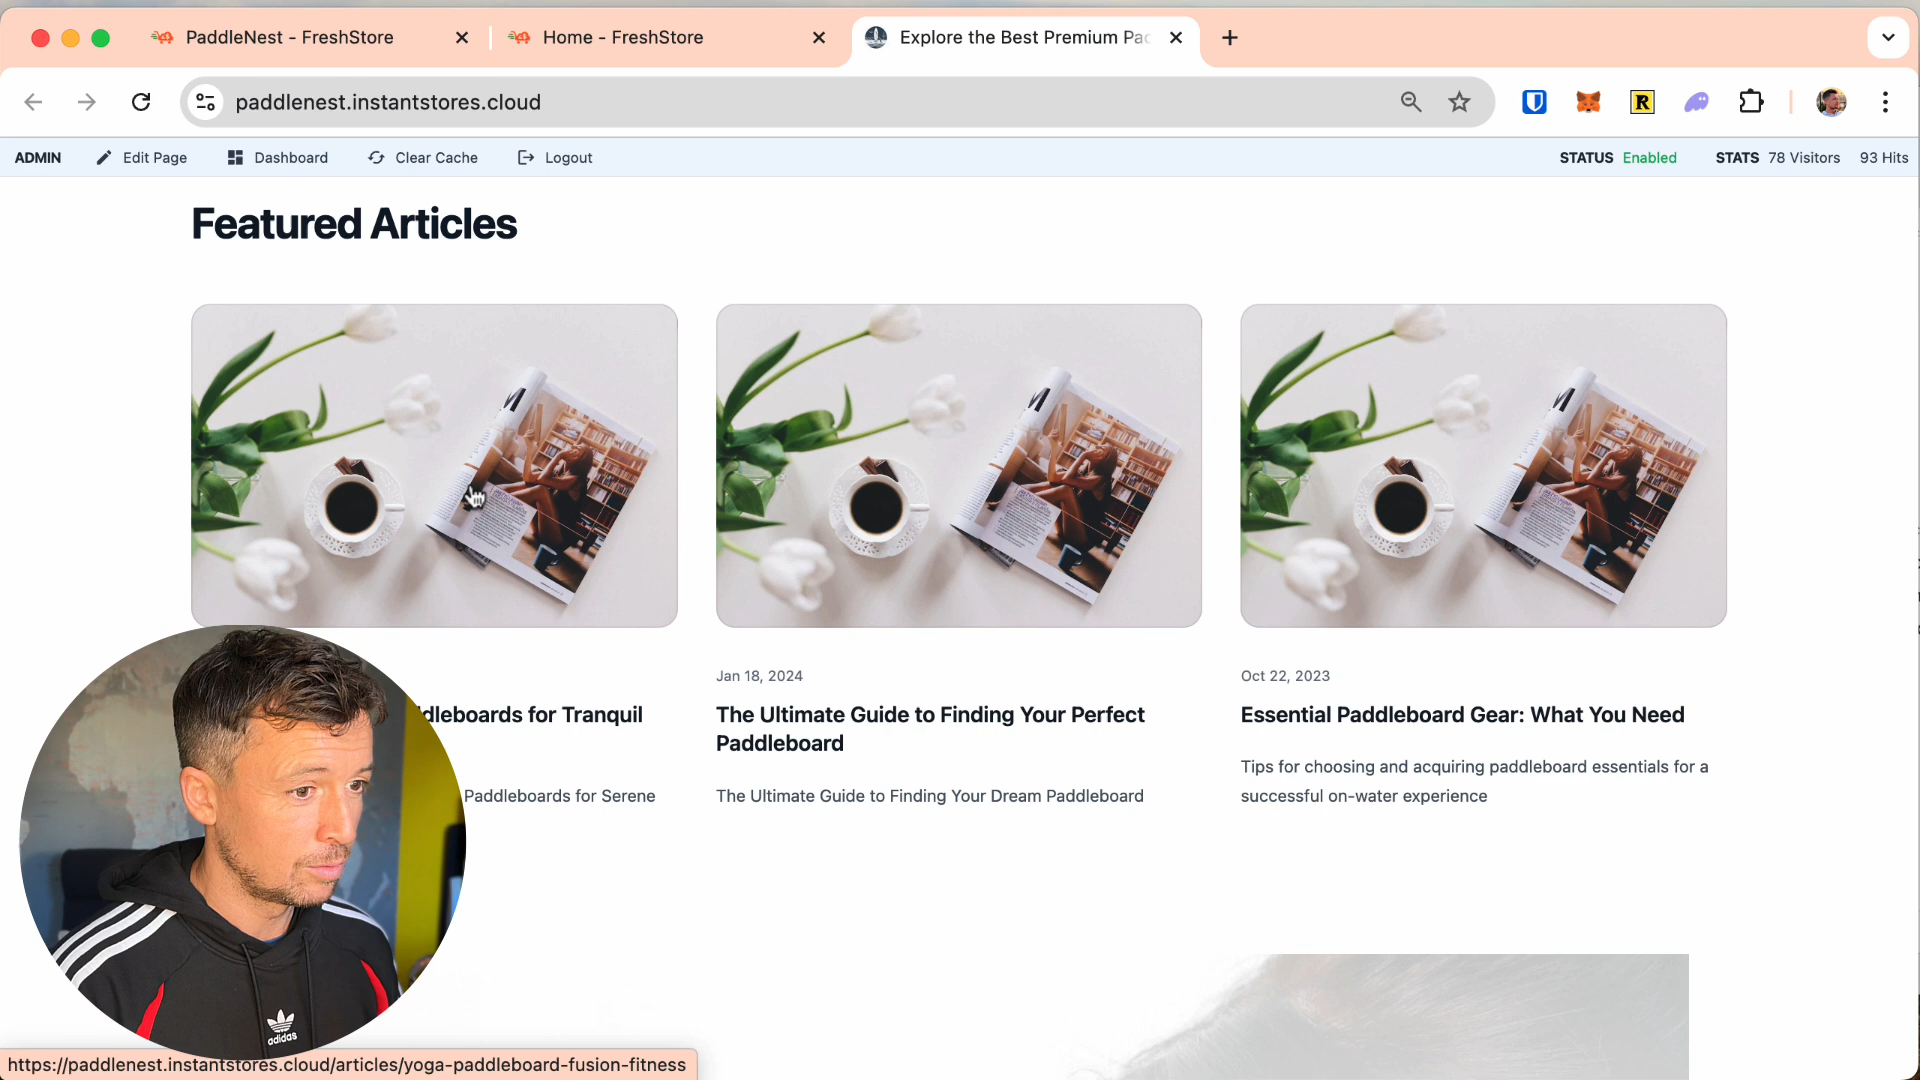 PaddleNest - FreshStore
Home - FreshStore
Explore the Best Premium Pac
paddlenest.instantstores.cloud
ADMIN Edit Page Dashboard Clear Cache Logout
STATUS Enabled STATS 78 Visitors 93 Hits
Featured Articles
dleboards for Tranquil
Paddleboards for Serene
Jan 18, 2024
The Ultimate Guide to Finding Your Perfect
Paddleboard
The Ultimate Guide to Finding Your Dream Paddleboard
Oct 22, 2023
Essential Paddleboard Gear: What You Need
Tips for choosing and acquiring paddleboard essentials for a
successful on-water experience
adidas
https://paddlenest.instantstores.cloud/articles/yoga-paddleboard-fusion-fitness